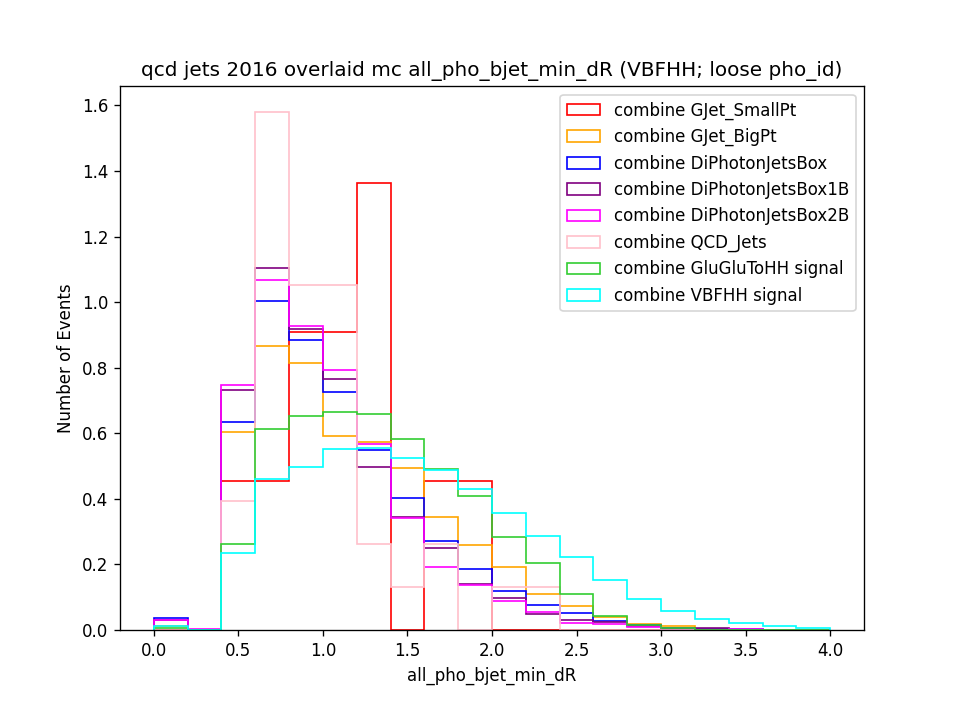 qcd jets 2016 overlaid mc all_pho_bjet_min_dR (VBFHH; loose pho_id)
combine GJet_SmallPt
combine GJet_BigPt
combine DiPhotonJetsBox
combine DiPhotonJetsBox1B
combine DiPhotonJetsBox2B
combine QCD_Jets
combine GluGluToHH signal
combine VBFHH signal
Number of Events
1.6
1.4
1.2
1.0
0.8
0.6
0.4
0.2
0.0
0.0 0.5 1.0 1.5 2.0 2.5 3.0 3.5 4.0
all_pho_bjet_min_dR